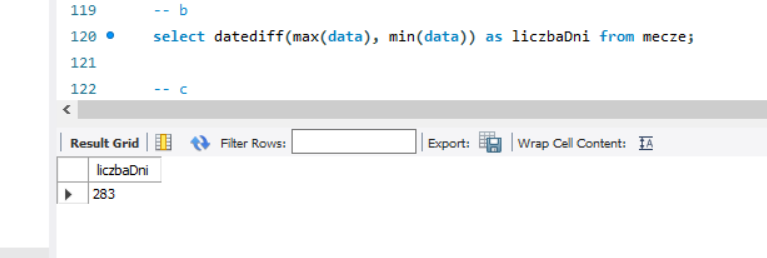 119 -- b
120 select datediff(max(data), min(data)) as liczbaDni from mecze;
121
122 -- c
Result Grid Filter Rows: Export: Wrap Cell Content: IA
liczbaDni
283